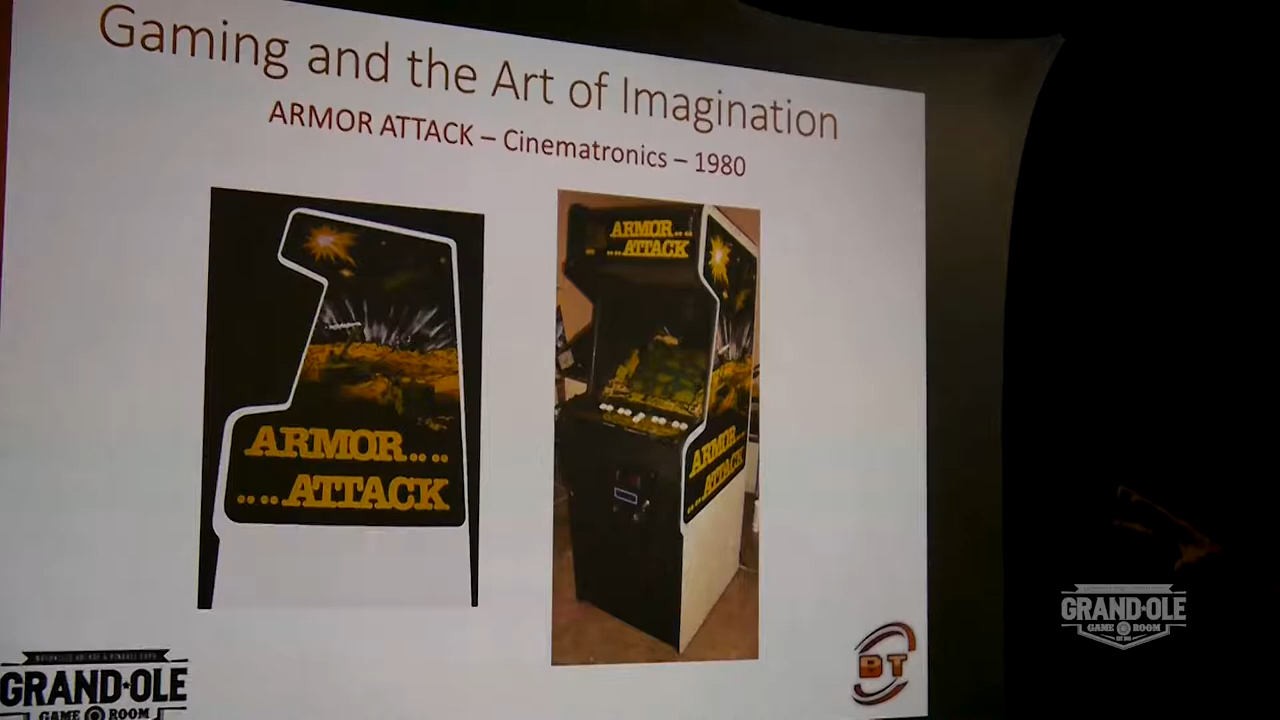 Gaming and the Art of Imagination
ARMOR ATTACK – Cinematronics – 1980
ARMOR....
....ATTACK
ARMOR....
....ATTACK
ARMOR....
....ATTACK
GRAND·OLE
GAME ROOM
BT
GRAND·OLE
GAME ROOM